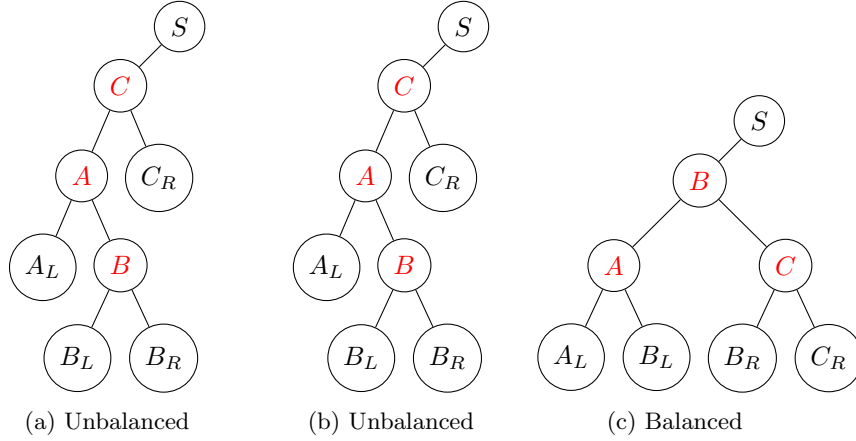 S
C
A
C_R
A_L
B
B_L
B_R
(a) Unbalanced
S
C
A
C_R
A_L
B
B_L
B_R
(b) Unbalanced
S
B
A
C
A_L
B_L
B_R
C_R
(c) Balanced